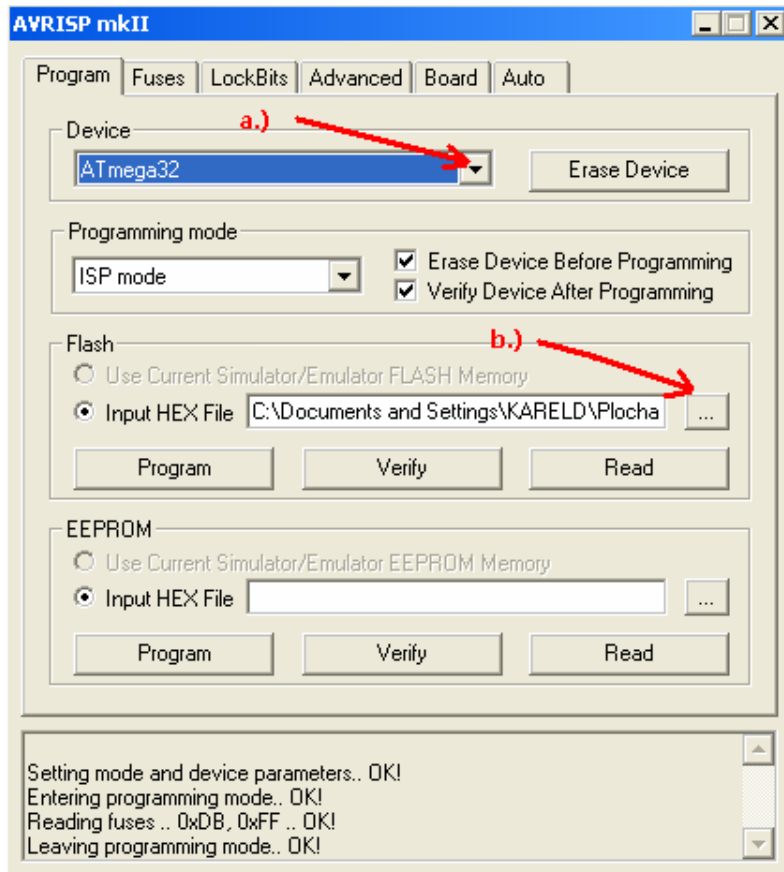 AVRISP mkII
Program Fuses LockBits Advanced Board Auto
a.)
Device
ATmega32 Erase Device
Programming mode
ISP mode
Erase Device Before Programming
Verify Device After Programming
b.)
Flash
Use Current Simulator/Emulator FLASH Memory
Input HEX File C:\Documents and Settings\KARELD\Plocha ...
Program Verify Read
EEPROM
Use Current Simulator/Emulator EEPROM Memory
Input HEX File ...
Program Verify Read
Setting mode and device parameters.. OK!
Entering programming mode.. OK!
Reading fuses .. 0xDB, 0xFF .. OK!
Leaving programming mode.. OK!